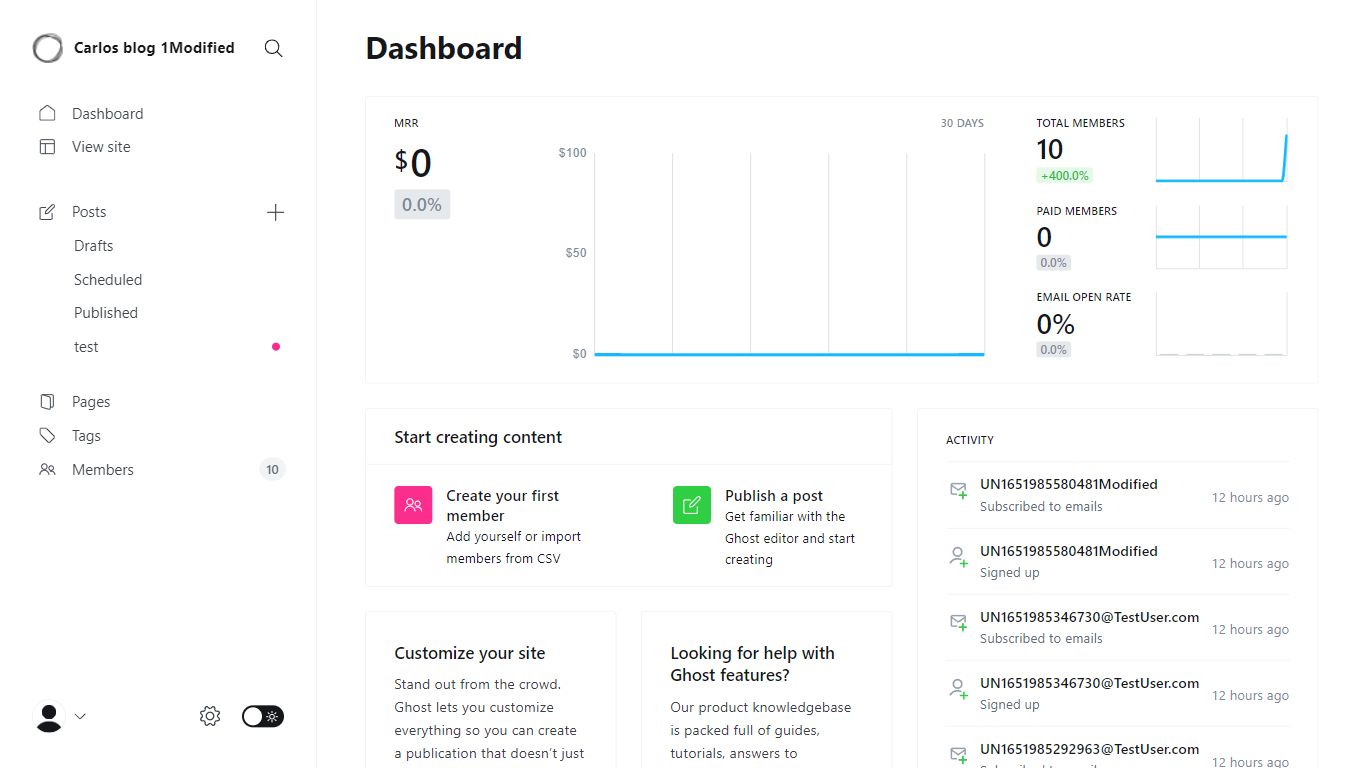 Carlos blog 1Modified
Dashboard
View site
Posts
Drafts
Scheduled
Published
test
Pages
Tags
Members
10
Dashboard
MRR
30 DAYS
$0
0.0%
$100
$50
$0
TOTAL MEMBERS
10
+400.0%
PAID MEMBERS
0
0.0%
EMAIL OPEN RATE
0%
0.0%
Start creating content
Create your first
member
Add yourself or import
members from CSV
Publish a post
Get familiar with the
Ghost editor and start
creating
Customize your site
Stand out from the crowd.
Ghost lets you customize
everything so you can create
a publication that doesn't just
Looking for help with
Ghost features?
Our product knowledgebase
is packed full of guides,
tutorials, answers to
ACTIVITY
UN1651985580481Modified
Subscribed to emails
12 hours ago
UN1651985580481Modified
Signed up
12 hours ago
UN1651985346730@TestUser.com
Subscribed to emails
12 hours ago
UN1651985346730@TestUser.com
Signed up
12 hours ago
UN1651985292963@TestUser.com
Subscribed to emails
12 hours ago